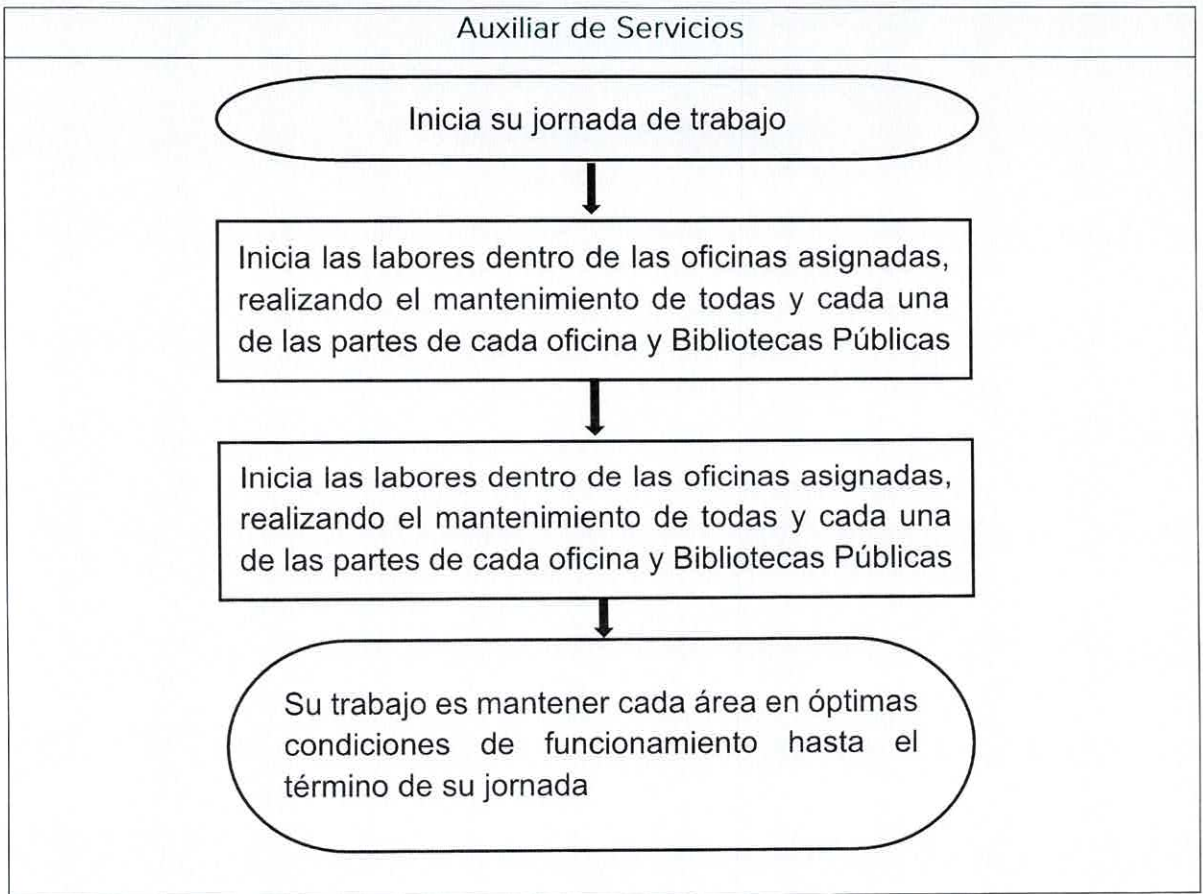 Auxiliar de Servicios
Inicia su jornada de trabajo
Inicia las labores dentro de las oficinas asignadas,
realizando el mantenimiento de todas y cada una
de las partes de cada oficina y Bibliotecas Públicas
Inicia las labores dentro de las oficinas asignadas,
realizando el mantenimiento de todas y cada una
de las partes de cada oficina y Bibliotecas Públicas
Su trabajo es mantener cada área en óptimas
condiciones de funcionamiento hasta el
término de su jornada